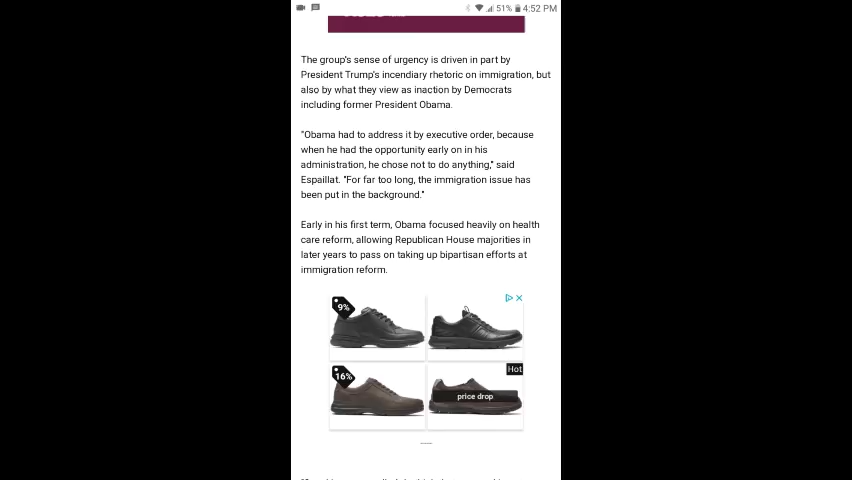 51% 4:52 PM
The group's sense of urgency is driven in part by
President Trump's incendiary rhetoric on immigration, but
also by what they view as inaction by Democrats
including former President Obama.
"Obama had to address it by executive order, because
when he had the opportunity early on in his
administration, he chose not to do anything," said
Espaillat. "For far too long, the immigration issue has
been put in the background."
Early in his first term, Obama focused heavily on health
care reform, allowing Republican House majorities in
later years to pass on taking up bipartisan efforts at
immigration reform.
9%
16%
Hot
price drop